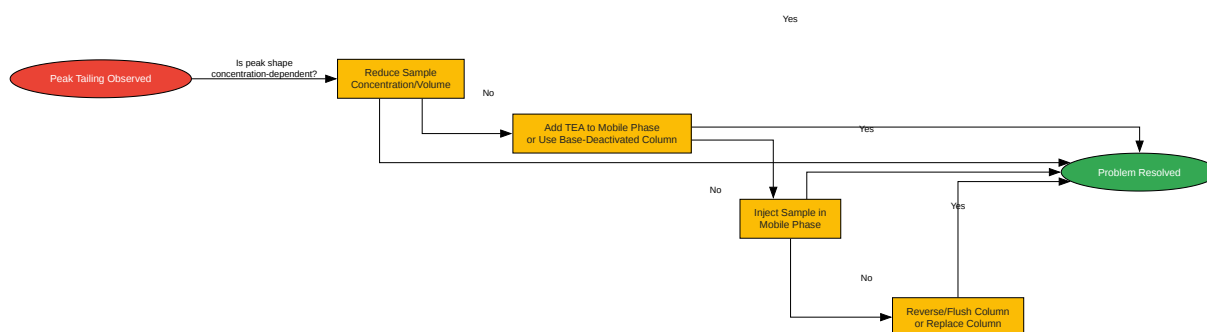 Yes
Is peak shape
concentration-dependent?
Peak Tailing Observed
Reduce Sample
Concentration/Volume
No
Add TEA to Mobile Phase
or Use Base-Deactivated Column
Yes
Problem Resolved
No
Inject Sample in
Mobile Phase
Yes
No
Reverse/Flush Column
or Replace Column